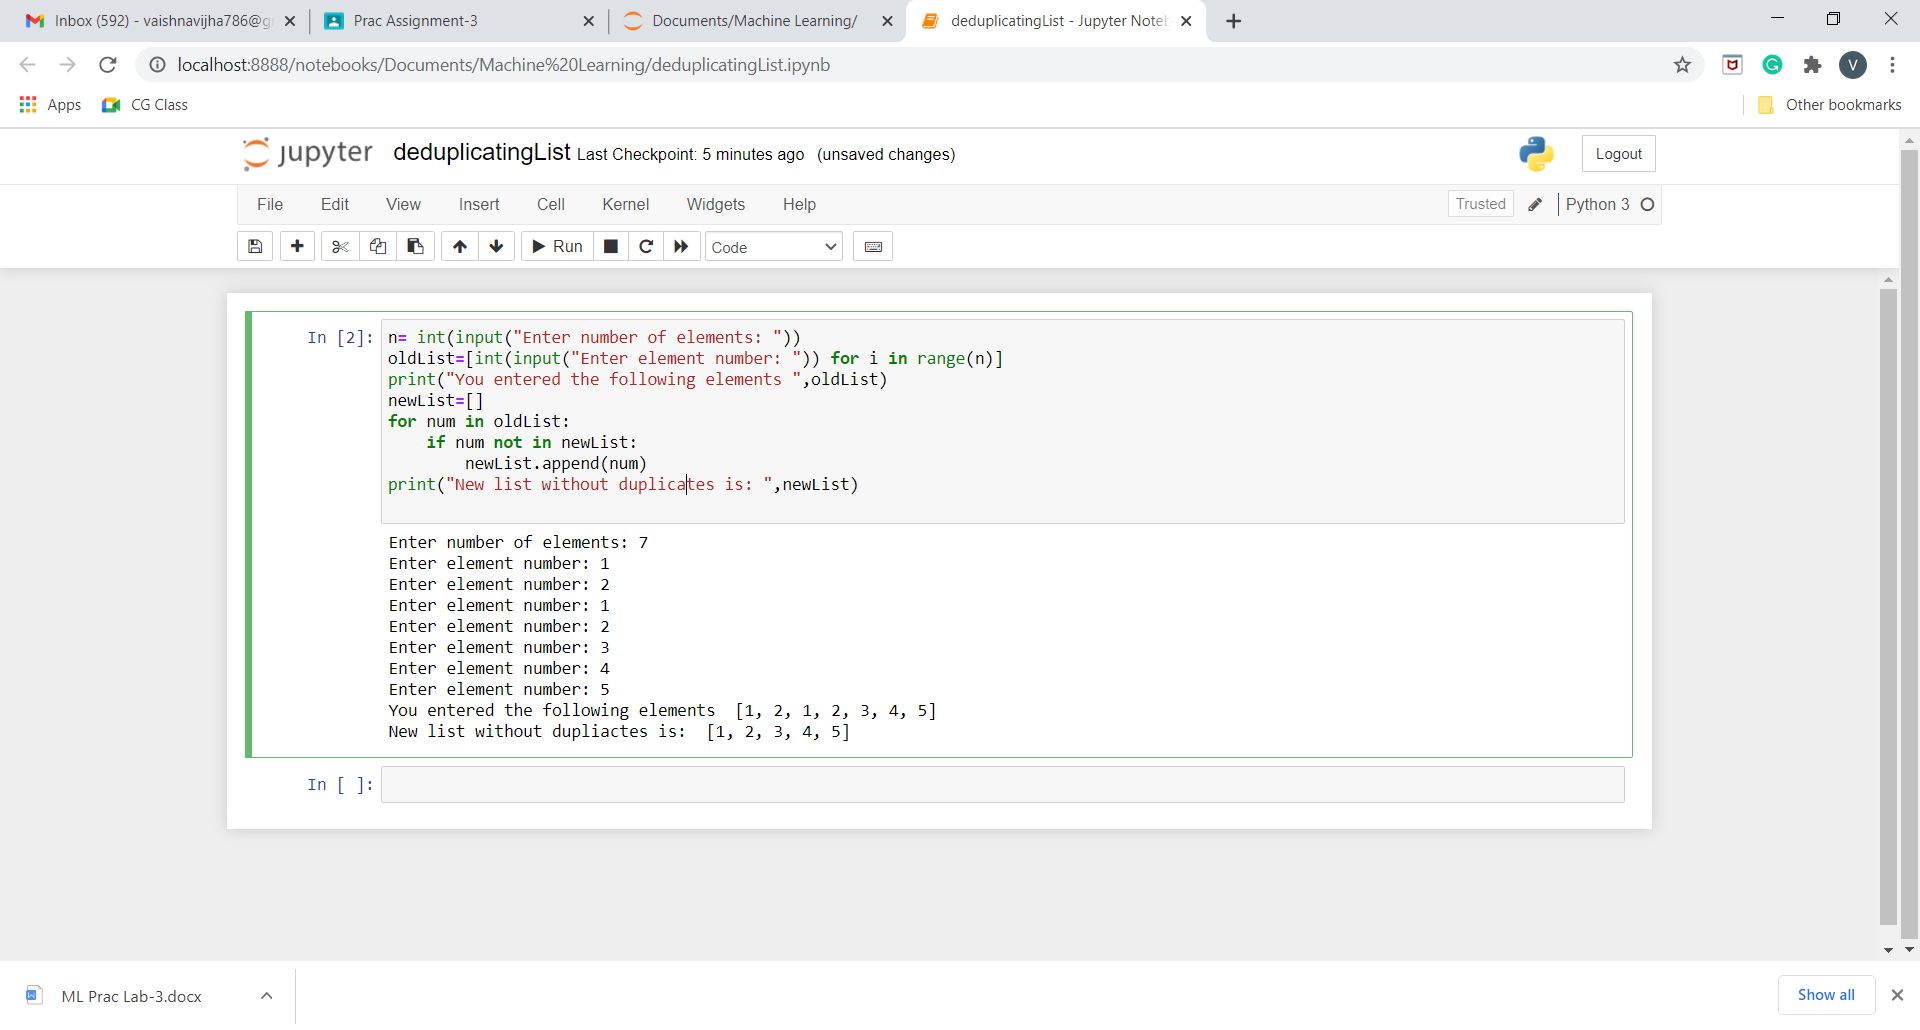 Inbox (592) - vaishnavijha786@g
Prac Assignment-3
Documents/Machine Learning/
deduplicatingList - Jupyter Noteb
localhost:8888/notebooks/Documents/Machine%20Learning/deduplicatingList.ipynb
V
Apps
CG Class
Other bookmarks
jupyter deduplicatingList Last Checkpoint: 5 minutes ago (unsaved changes)
Logout
File Edit View Insert Cell Kernel Widgets Help
Trusted
Python 3
Run
Code
In [2]: n= int(input("Enter number of elements: "))
oldList=[int(input("Enter element number: ")) for i in range(n)]
print("You entered the following elements ",oldList)
newList=[]
for num in oldList:
    if num not in newList:
        newList.append(num)
print("New list without duplicates is: ",newList)
Enter number of elements: 7
Enter element number: 1
Enter element number: 2
Enter element number: 1
Enter element number: 2
Enter element number: 3
Enter element number: 4
Enter element number: 5
You entered the following elements  [1, 2, 1, 2, 3, 4, 5]
New list without dupliactes is:  [1, 2, 3, 4, 5]
In [ ]:
ML Prac Lab-3.docx
Show all